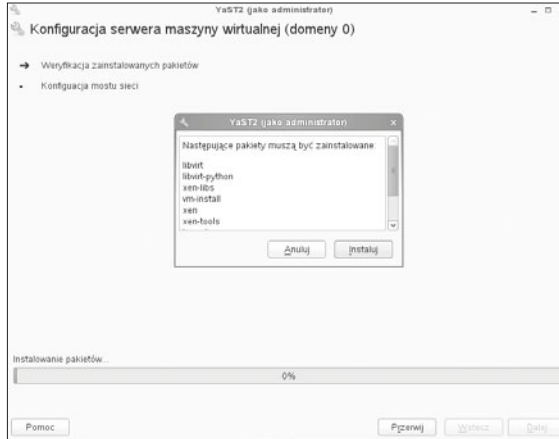 YaST2 (jako administrator)
Konfiguracja serwera maszyny wirtualnej (domeny 0)
Weryfikacja zainstalowanych pakietów
Konfiguacja mostu sieci
YaST2 (jako administrator)
Następujące pakiety muszą być zainstalowane
libvirt
libvirt-python
xen-libs
vm-install
xen
xen-tools
Anuluj
Instaluj
Instalowanie pakietów...
0%
Pomoc
Przerwij
Wstecz
Dalej